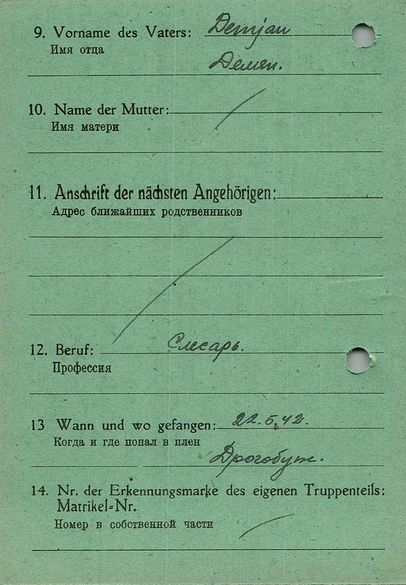 9. Vorname des Vaters: Demjan
Имя отца Демян.
10. Name der Mutter:
Имя матери
11. Anschrift der nächsten Angehörigen:
Адрес ближайших родственников
12. Beruf: Слесарь.
Профессия
13 Wann und wo gefangen: 22.5.42.
Когда и где попал в плен
Дрогобуж.
14. Nr. der Erkennungsmarke des eigenen Truppenteils:
Matrikel=Nr.
Номер в собственной части